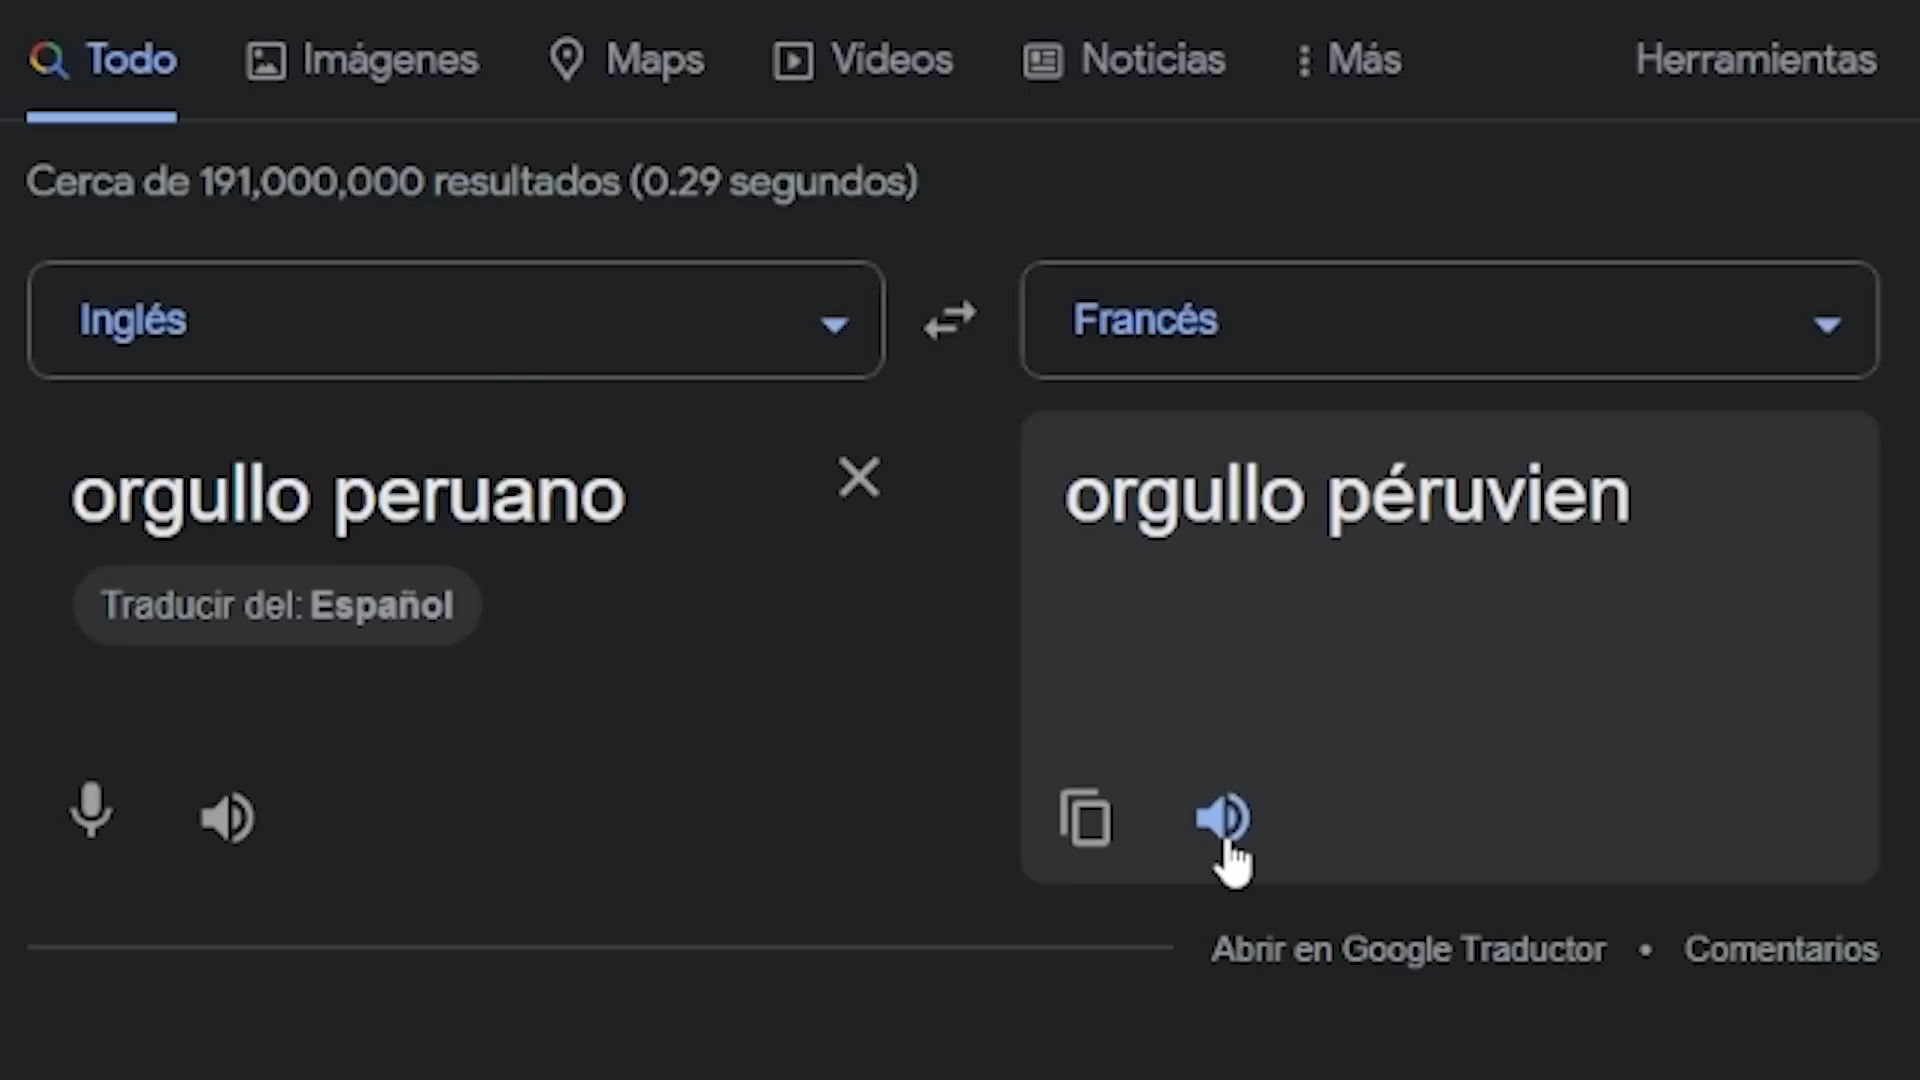 Todo Imágenes Maps Videos Noticias Más Herramientas
Cerca de 191,000,000 resultados (0.29 segundos)
Inglés Francés
orgullo peruano orgullo péruvien
Traducir del: Español
Abrir en Google Traductor • Comentarios